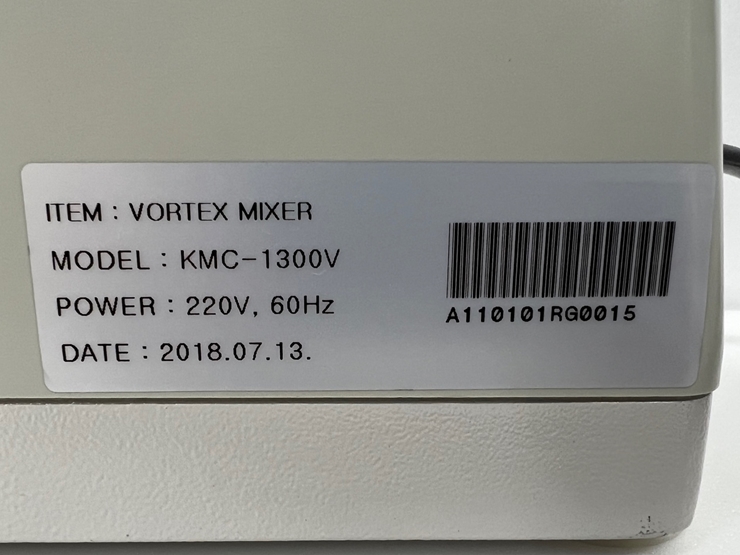 ITEM : VORTEX MIXER
MODEL : KMC-1300V
POWER : 220V, 60Hz
DATE : 2018.07.13.
A110101RG0015